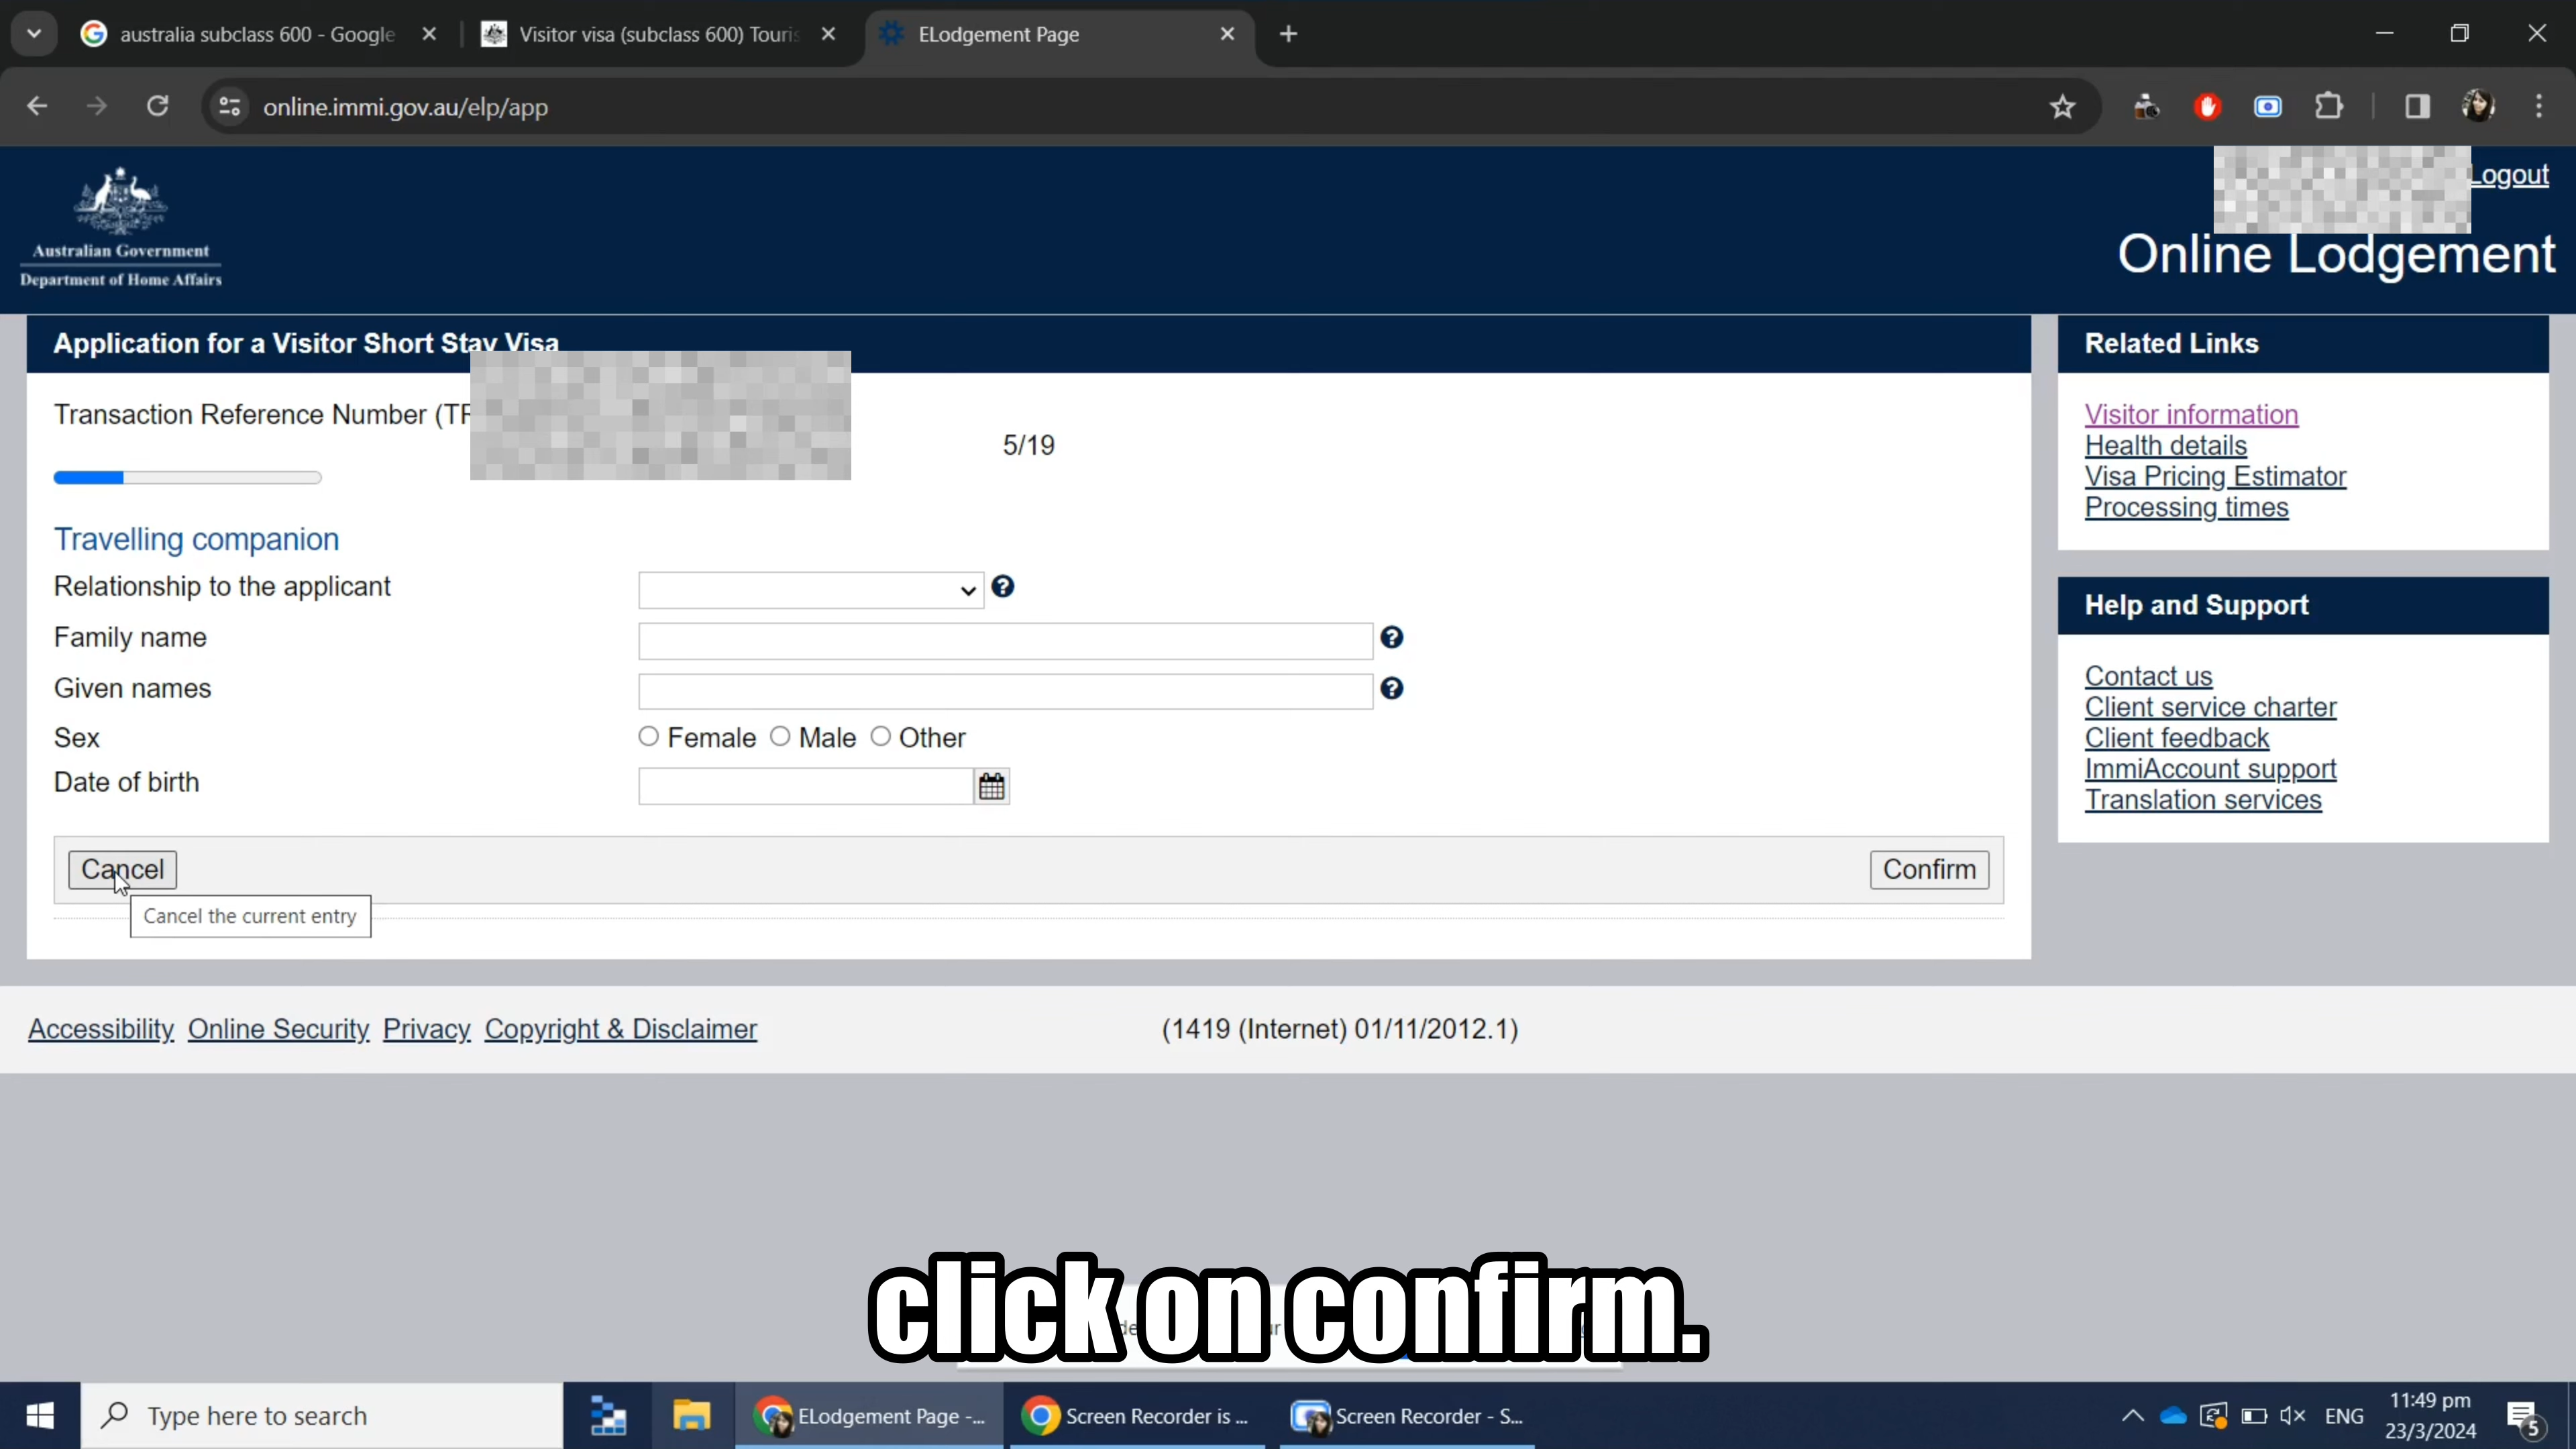 australia subclass 600 - Google
Visitor visa (subclass 600) Touris
ELodgement Page
online.immi.gov.au/elp/app
Logout
Australian Government
Department of Home Affairs
Online Lodgement
Application for a Visitor Short Stay Visa
Transaction Reference Number (TR
5/19
Travelling companion
Relationship to the applicant
Family name
Given names
Sex
Female Male Other
Date of birth
Cancel
Confirm
Cancel the current entry
Related Links
Visitor information
Health details
Visa Pricing Estimator
Processing times
Help and Support
Contact us
Client service charter
Client feedback
ImmiAccount support
Translation services
Accessibility Online Security Privacy Copyright & Disclaimer
(1419 (Internet) 01/11/2012.1)
click on confirm.
Type here to search
ELodgement Page -...
Screen Recorder is ...
Screen Recorder - S...
ENG
11:49 pm
23/3/2024
5